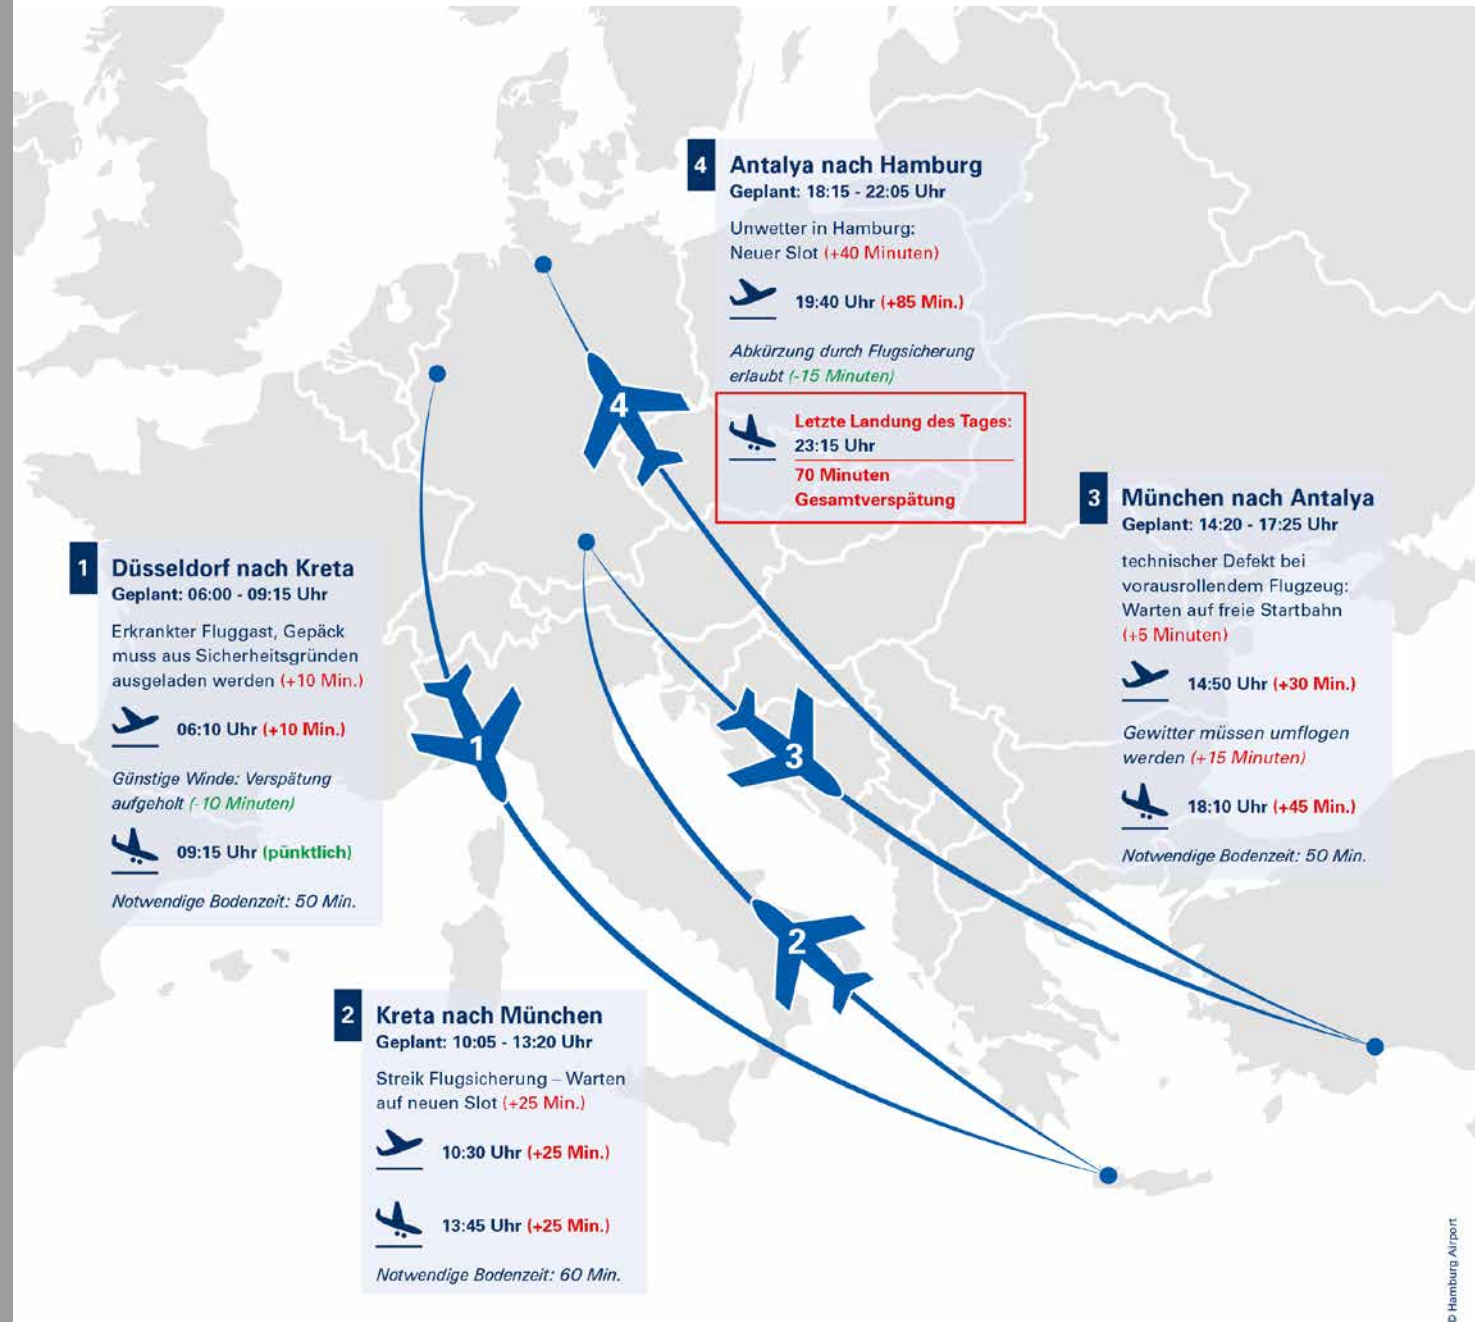 4
Antalya nach Hamburg
Geplant: 18:15 - 22:05 Uhr
Unwetter in Hamburg:
Neuer Slot (+40 Minuten)
19:40 Uhr (+85 Min.)
Abkürzung durch Flugsicherung
erlaubt (-15 Minuten)
Letzte Landung des Tages:
23:15 Uhr
70 Minuten
Gesamtverspätung
4
3
München nach Antalya
Geplant: 14:20 - 17:25 Uhr
technischer Defekt bei
vorausrollendem Flugzeug:
Warten auf freie Startbahn
(+5 Minuten)
14:50 Uhr (+30 Min.)
Gewitter müssen umflogen
werden (+15 Minuten)
18:10 Uhr (+45 Min.)
Notwendige Bodenzeit: 50 Min.
1
Düsseldorf nach Kreta
Geplant: 06:00 - 09:15 Uhr
Erkrankter Fluggast, Gepäck
muss aus Sicherheitsgründen
ausgeladen werden (+10 Min.)
06:10 Uhr (+10 Min.)
Günstige Winde: Verspätung
aufgeholt (-10 Minuten)
09:15 Uhr (pünktlich)
Notwendige Bodenzeit: 50 Min.
1
3
2
2
Kreta nach München
Geplant: 10:05 - 13:20 Uhr
Streik Flugsicherung – Warten
auf neuen Slot (+25 Min.)
10:30 Uhr (+25 Min.)
13:45 Uhr (+25 Min.)
Notwendige Bodenzeit: 60 Min.
© Hamburg Airport